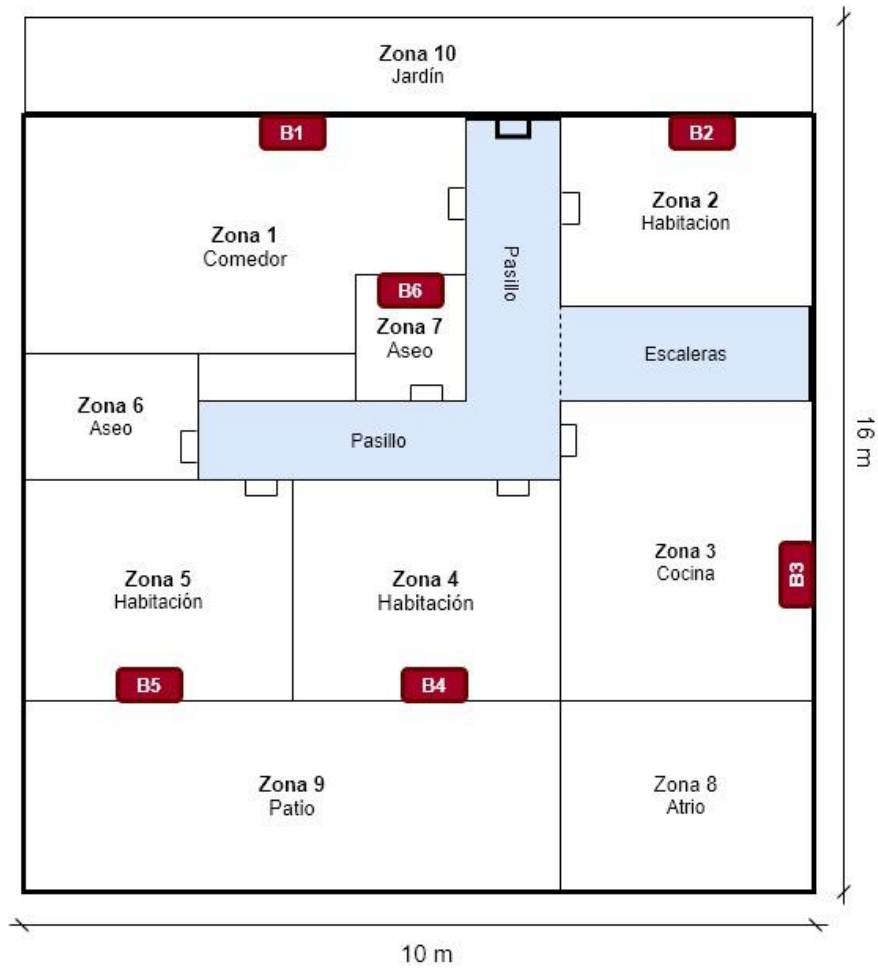 Zona 10
Jardín
B1
B2
Zona 2
Habitacion
Zona 1
Comedor
Pasillo
B6
Zona 7
Aseo
Escaleras
Zona 6
Aseo
Pasillo
16 m
Zona 3
Cocina
B3
Zona 5
Habitación
Zona 4
Habitación
B5
B4
Zona 9
Patio
Zona 8
Atrio
10 m